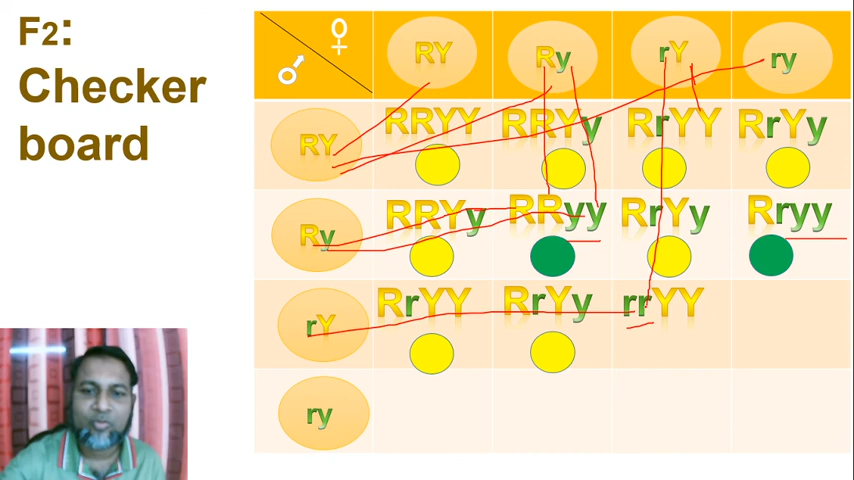 F2:
Checker
board
♂ ♀ RY Ry rY ry
RY RRYY RRYy RrYY RrYy
Ry RRYy RRyy RrYy Rryy
rY RrYY RrYy rrYY
ry